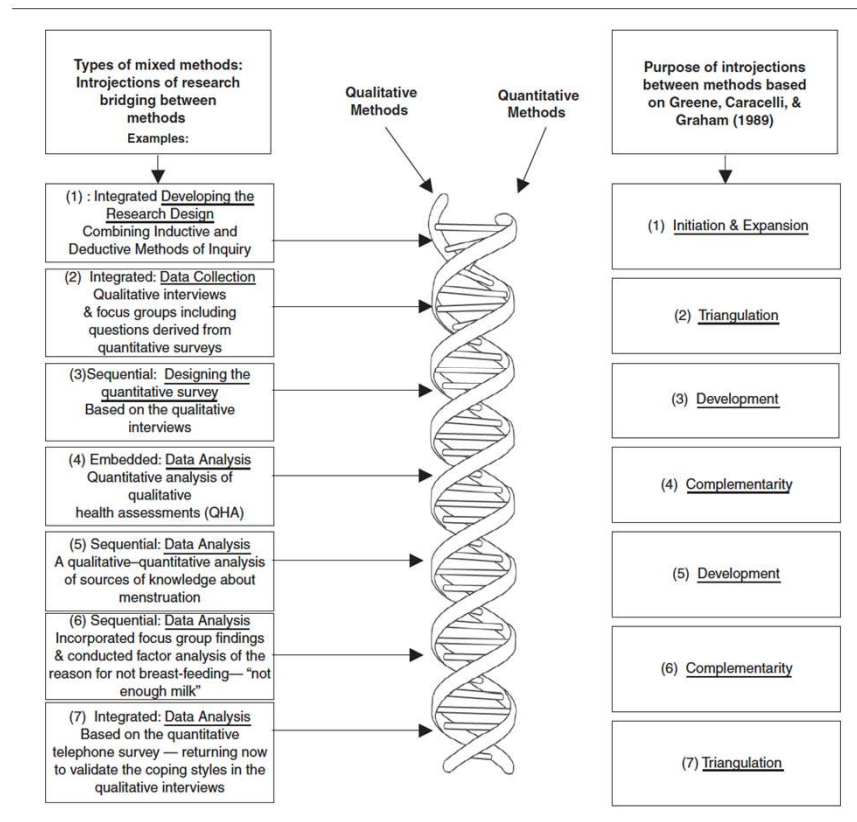 Types of mixed methods:
Introjections of research
bridging between
methods
Examples:
Qualitative
Methods
Quantitative
Methods
Purpose of introjections
between methods based
on Greene, Caracelli, &
Graham (1989)
(1) : Integrated Developing the
Research Design
Combining Inductive and
Deductive Methods of Inquiry
(1) Initiation & Expansion
(2) Integrated: Data Collection
Qualitative interviews
& focus groups including
questions derived from
quantitative surveys
(2) Triangulation
(3)Sequential: Designing the
quantitative survey
Based on the qualitative
interviews
(3) Development
(4) Embedded: Data Analysis
Quantitative analysis of
qualitative
health assessments (QHA)
(4) Complementarity
(5) Sequential: Data Analysis
A qualitative–quantitative analysis
of sources of knowledge about
menstruation
(5) Development
(6) Sequential: Data Analysis
Incorporated focus group findings
& conducted factor analysis of the
reason for not breast-feeding— “not
enough milk”
(6) Complementarity
(7) Integrated: Data Analysis
Based on the quantitative
telephone survey — returning now
to validate the coping styles in the
qualitative interviews
(7) Triangulation